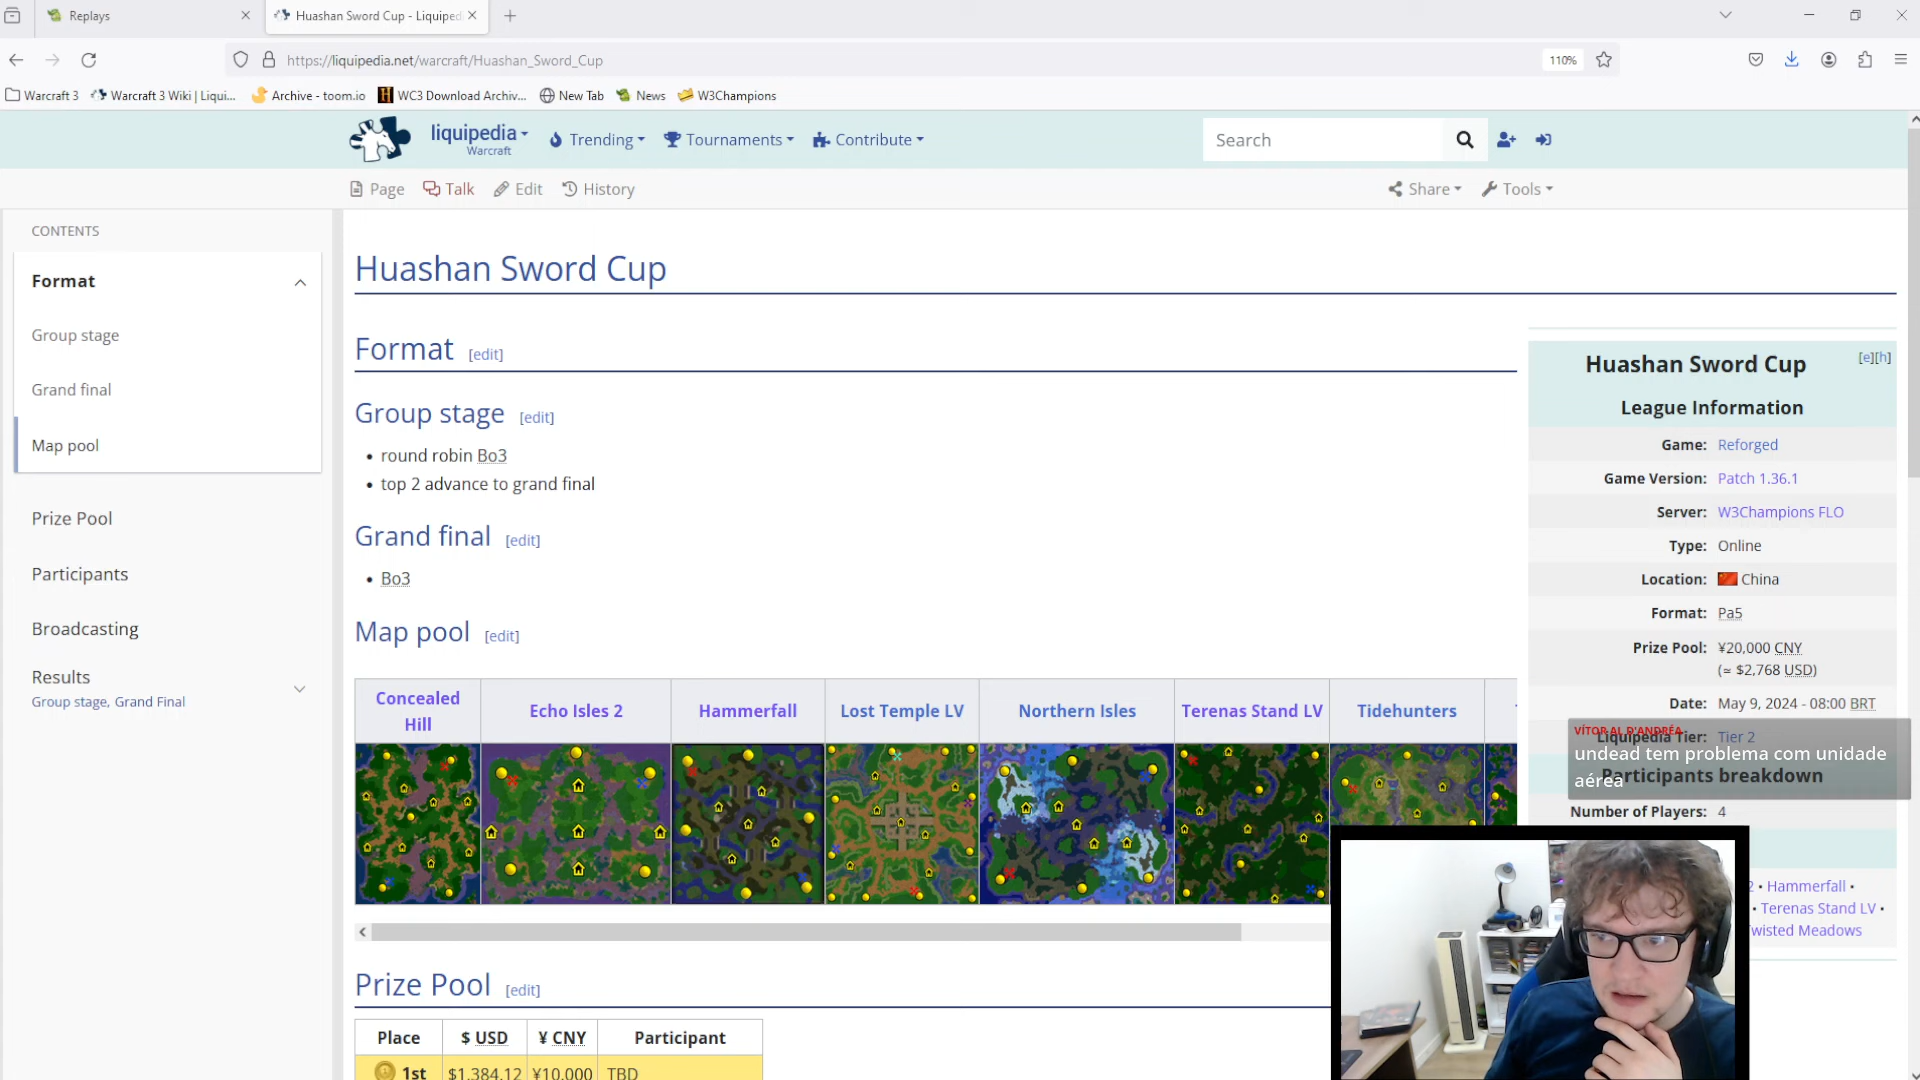 Replays
Huashan Sword Cup - Liquiped
https://liquipedia.net/warcraft/Huashan_Sword_Cup
110%
Warcraft 3
Warcraft 3 Wiki | Liqui...
Archive - toom.io
WC3 Download Archiv...
New Tab
News
W3Champions
liquipedia
Warcraft
Trending
Tournaments
Contribute
Search
Page
Talk
Edit
History
Share
Tools
CONTENTS
Format
Group stage
Grand final
Map pool
Prize Pool
Participants
Broadcasting
Results
Group stage, Grand Final
Huashan Sword Cup
Format [edit]
Group stage [edit]
round robin Bo3
top 2 advance to grand final
Grand final [edit]
Bo3
Map pool [edit]
Concealed
Hill
Echo Isles 2
Hammerfall
Lost Temple LV
Northern Isles
Terenas Stand LV
Tidehunters
Prize Pool [edit]
Place $ USD ¥ CNY Participant
1st $1,384.12 ¥10,000 TBD
Huashan Sword Cup [e][h]
League Information
Game: Reforged
Game Version: Patch 1.36.1
Server: W3Champions FLO
Type: Online
Location: China
Format: Pa5
Prize Pool: ¥20,000 CNY
(≃ $2,768 USD)
Date: May 9, 2024 - 08:00 BRT
Liquipedia Tier: Tier 2
VÍTOR AL D'ANDRÉA
undead tem problema com unidade
aérea
Participants breakdown
Number of Players: 4
2 • Hammerfall •
• Terenas Stand LV •
Twisted Meadows